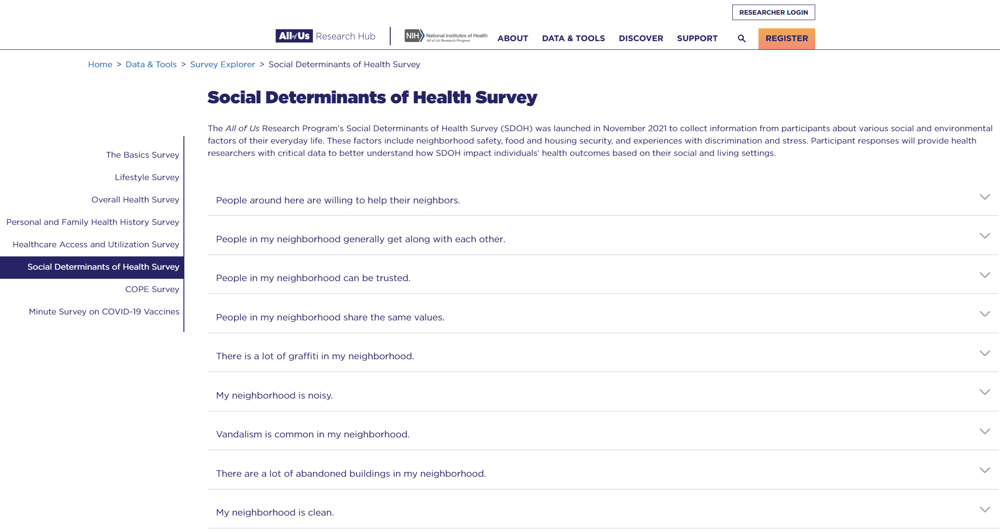 RESEARCHER LOGIN
All of Us Research Hub
NIH National Institutes of Health
All of Us Research Program
ABOUT DATA & TOOLS DISCOVER SUPPORT REGISTER
Home > Data & Tools > Survey Explorer > Social Determinants of Health Survey
Social Determinants of Health Survey
The All of Us Research Program’s Social Determinants of Health Survey (SDOH) was launched in November 2021 to collect information from participants about various social and environmental
factors of their everyday life. These factors include neighborhood safety, food and housing security, and experiences with discrimination and stress. Participant responses will provide health
researchers with critical data to better understand how SDOH impact individuals’ health outcomes based on their social and living settings.
The Basics Survey
Lifestyle Survey
Overall Health Survey
Personal and Family Health History Survey
Healthcare Access and Utilization Survey
Social Determinants of Health Survey
COPE Survey
Minute Survey on COVID-19 Vaccines
People around here are willing to help their neighbors.
People in my neighborhood generally get along with each other.
People in my neighborhood can be trusted.
People in my neighborhood share the same values.
There is a lot of graffiti in my neighborhood.
My neighborhood is noisy.
Vandalism is common in my neighborhood.
There are a lot of abandoned buildings in my neighborhood.
My neighborhood is clean.